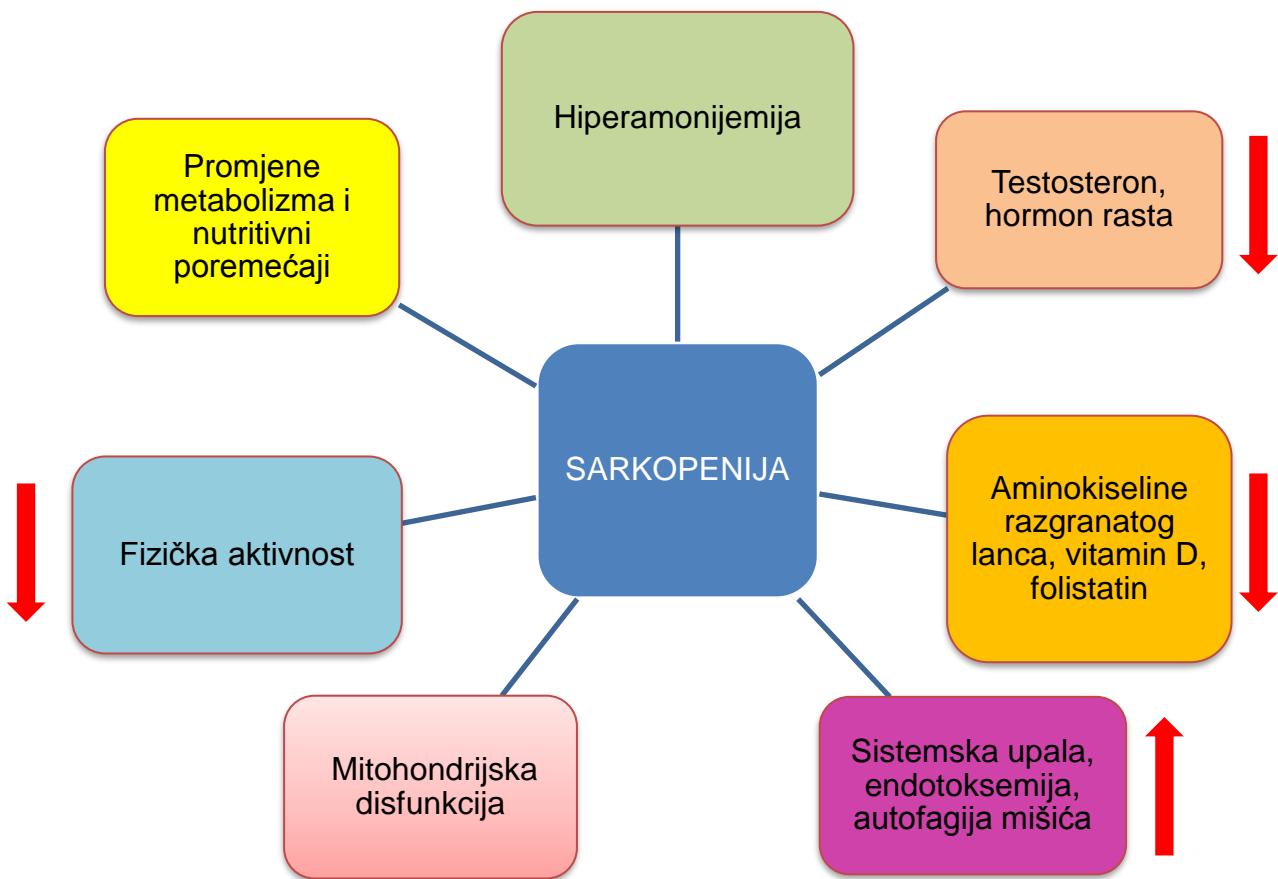 Hiperamonijemija
Promjene
metabolizma i
nutritivni
poremećaji
Testosteron,
hormon rasta
SARKOPENIJA
Fizička aktivnost
Aminokiseline
razgranatog
lanca, vitamin D,
folistatin
Mitohondrijska
disfunkcija
Sistemska upala,
endotoksemija,
autofagija mišića